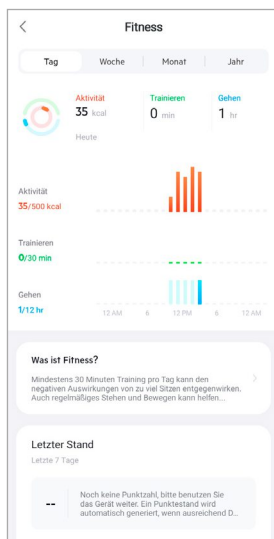 Fitness
Tag Woche Monat Jahr
Aktivität Trainieren Gehen
35 kcal 0 min 1 hr
Heute
Aktivität
35/500 kcal
Trainieren
0/30 min
Gehen
1/12 hr
12 AM 6 12 PM 6 12 AM
Was ist Fitness?
Mindestens 30 Minuten Training pro Tag kann den
negativen Auswirkungen von zu viel Sitzen entgegenwirken.
Auch regelmäßiges Stehen und Bewegen kann helfen...
Letzter Stand
Letzte 7 Tage
--
Noch keine Punktzahl, bitte benutzen Sie
das Gerät weiter. Ein Punktestand wird
automatisch generiert, wenn ausreichend D...